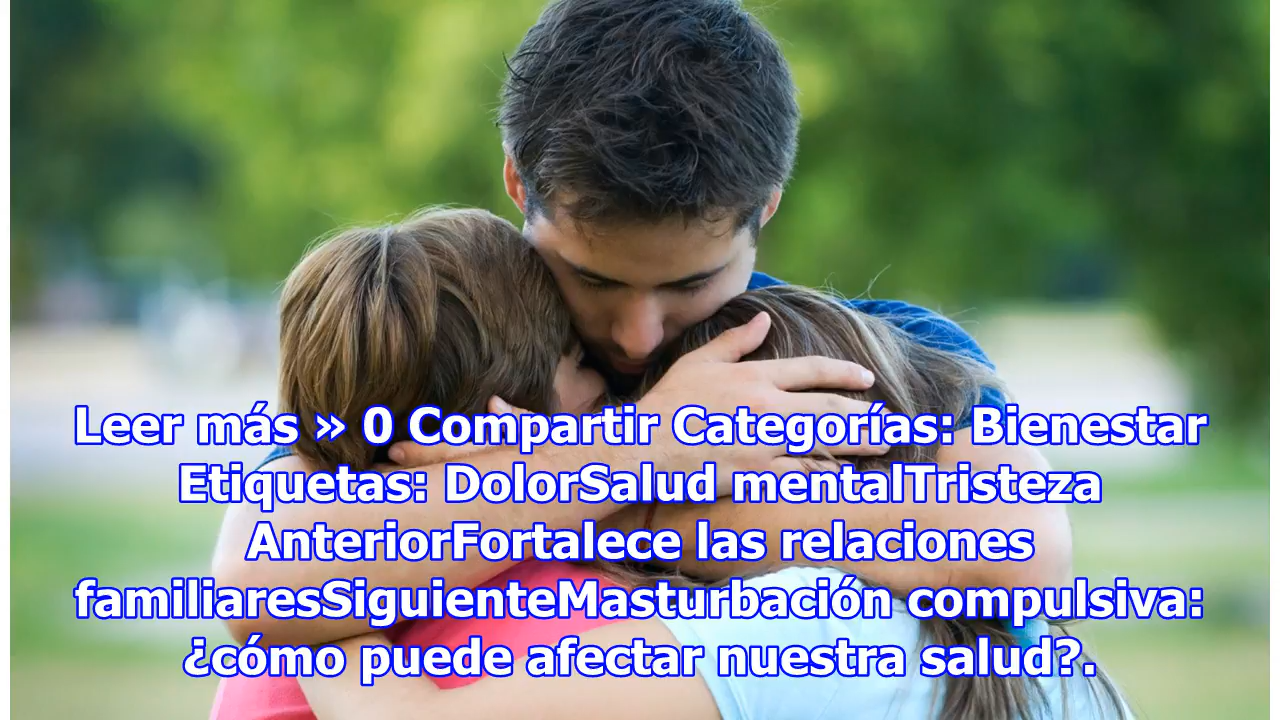 Leer más » 0 Compartir Categorías: Bienestar
Etiquetas: DolorSalud mentalTristeza
AnteriorFortalece las relaciones
familiaresSiguienteMasturbación compulsiva:
¿cómo puede afectar nuestra salud?.